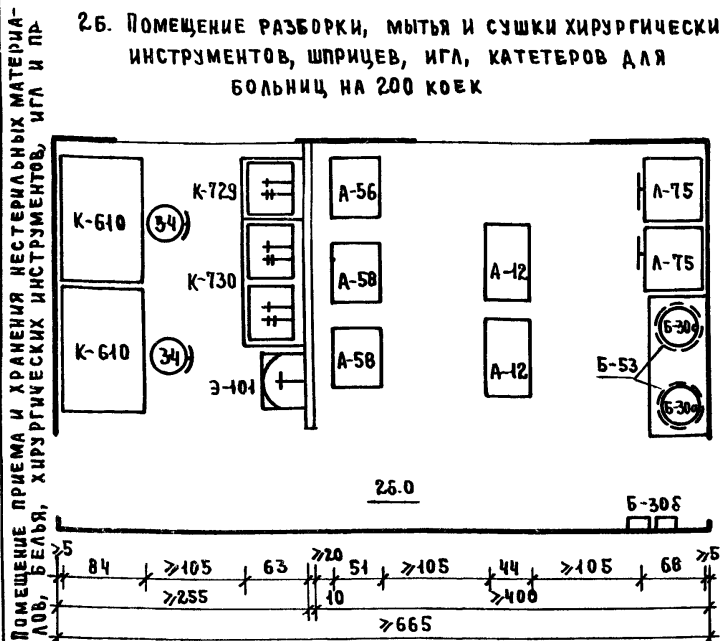 2б. Помещение разборки, мытья и сушки хирургически
инструментов, шприцев, игл, катетеров для
больниц на 200 коек
Помещение приема и хранения нестерильных материа-
лов, белья, хирургических инструментов, игл и пр
К-610
34
К-729
А-56
Л-75
К-730
А-58
А-12
Л-75
К-610
34
Э-101
А-58
А-12
Б-53
Б-30а
Б-30а
26.0
Б-30б
⩾5 84 ⩾105 63 ⩾20 51 ⩾105 44 ⩾105 68 ⩾5
⩾255 10 ⩾400
⩾665